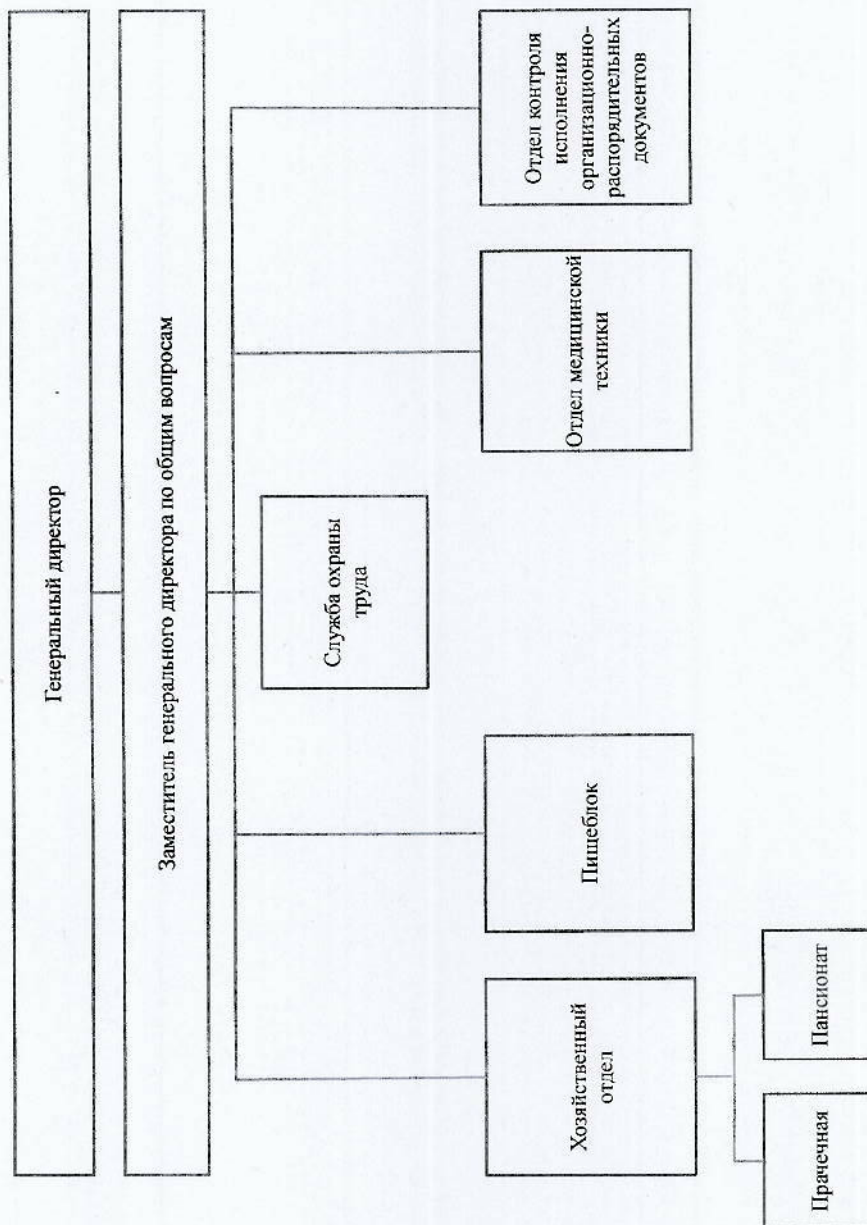 Генеральный директор
Заместитель генерального директора по общим вопросам
Служба охраны
труда
Хозяйственный
отдел
Пищеблок
Отдел медицинской
техники
Отдел контроля
исполнения
организационно-
распорядительных
документов
Прачечная
Пансионат